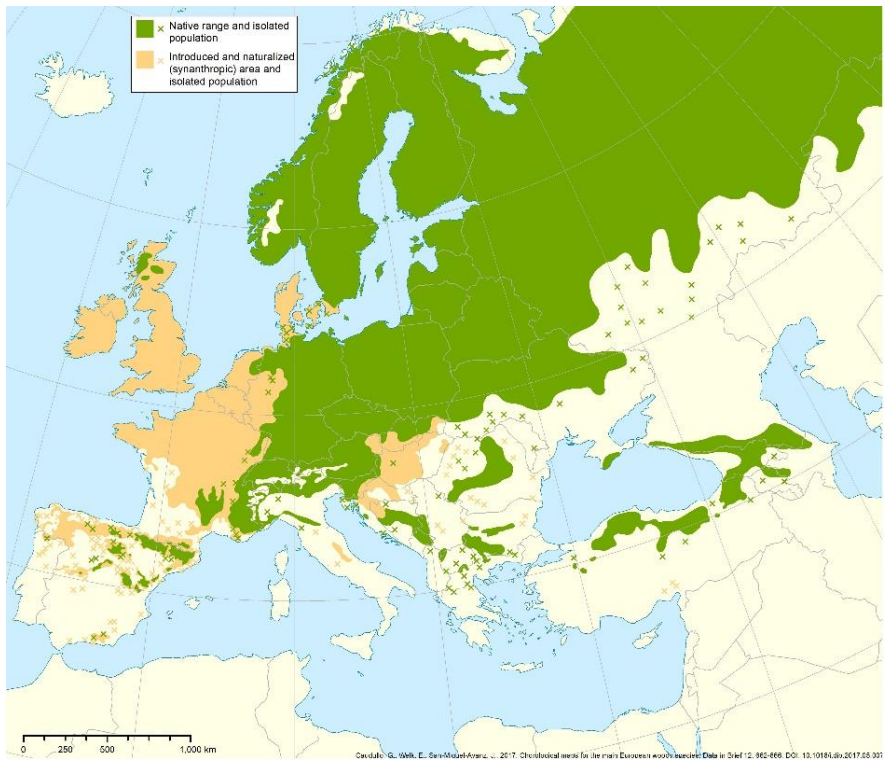 Native range and isolated
population
Introduced and naturalized
(synanthropic) area and
isolated population
0 250 500 1,000 km
Caudullo, G., Welk, E., San-Miguel-Ayanz, J., 2017. Chorological maps for the main European woody species. Data in Brief 12, 662-666. DOI: 10.1016/j.dib.2017.05.007